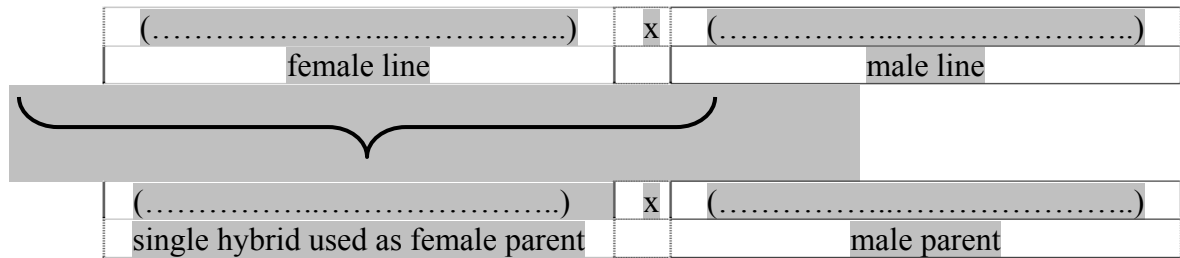 (…………………..……………….) x (………………..……………………..)
female line male line
(………………..……………………..) x (………………..……………………..)
single hybrid used as female parent male parent